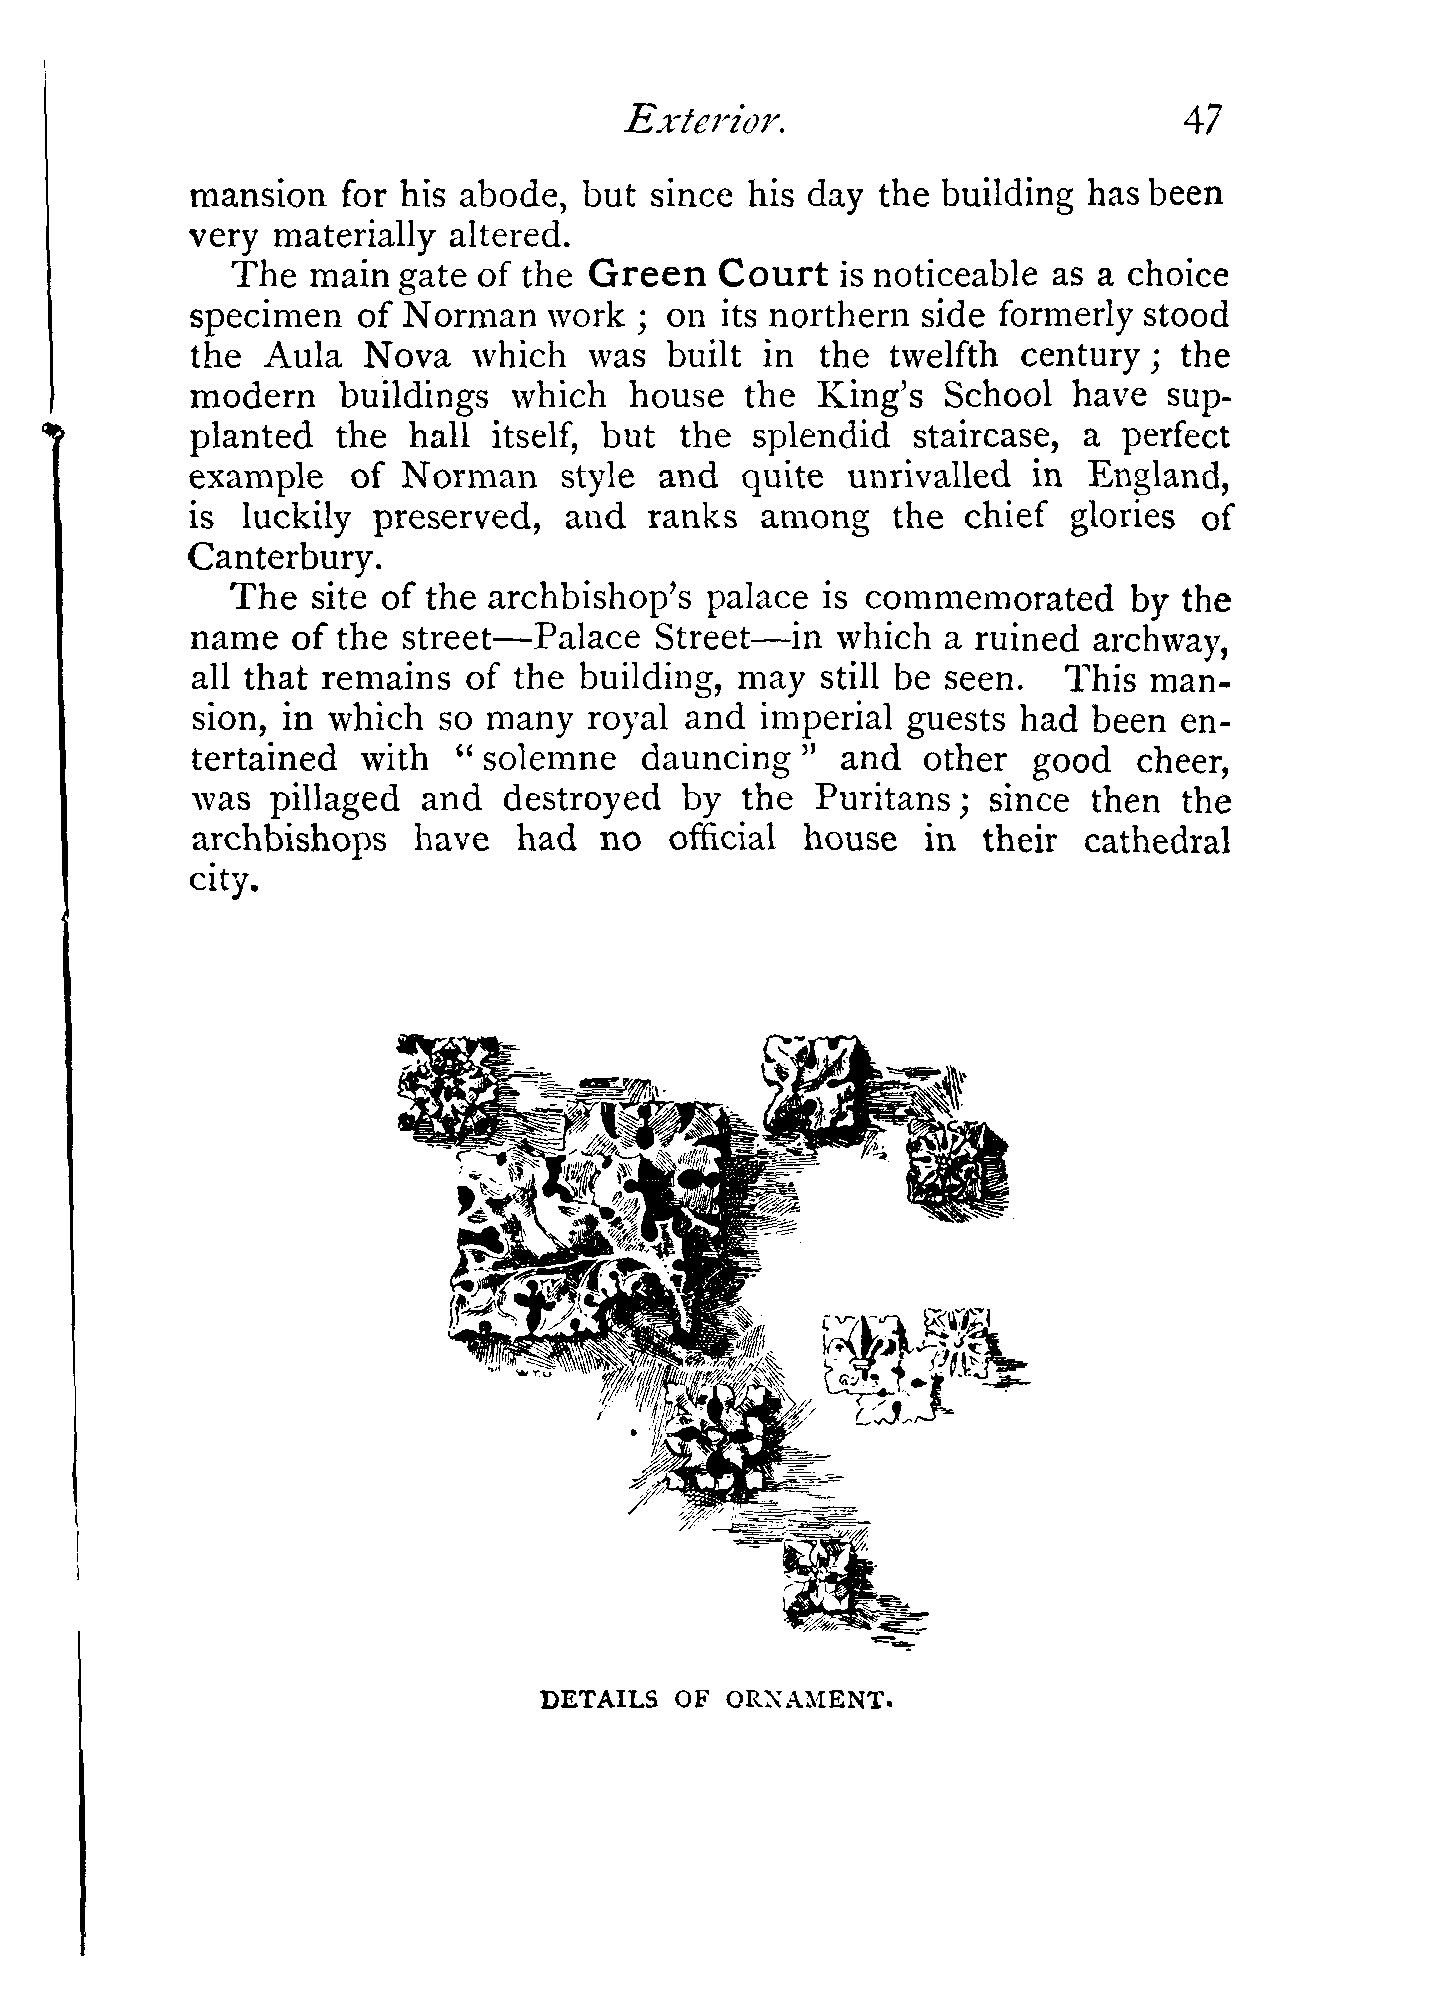 Exterior. 47
mansion for his abode, but since his day the building has been
very materially altered.
The main gate of the Green Court is noticeable as a choice
specimen of Norman work ; on its northern side formerly stood
the Aula Nova which was built in the twelfth century ; the
modern buildings which house the King's School have sup-
planted the hall itself, but the splendid staircase, a perfect
example of Norman style and quite unrivalled in England,
is luckily preserved, and ranks among the chief glories of
Canterbury.
The site of the archbishop's palace is commemorated by the
name of the street—Palace Street—in which a ruined archway,
all that remains of the building, may still be seen. This man-
sion, in which so many royal and imperial guests had been en-
tertained with " solemne dauncing " and other good cheer,
was pillaged and destroyed by the Puritans ; since then the
archbishops have had no official house in their cathedral
city.
DETAILS OF ORNAMENT.